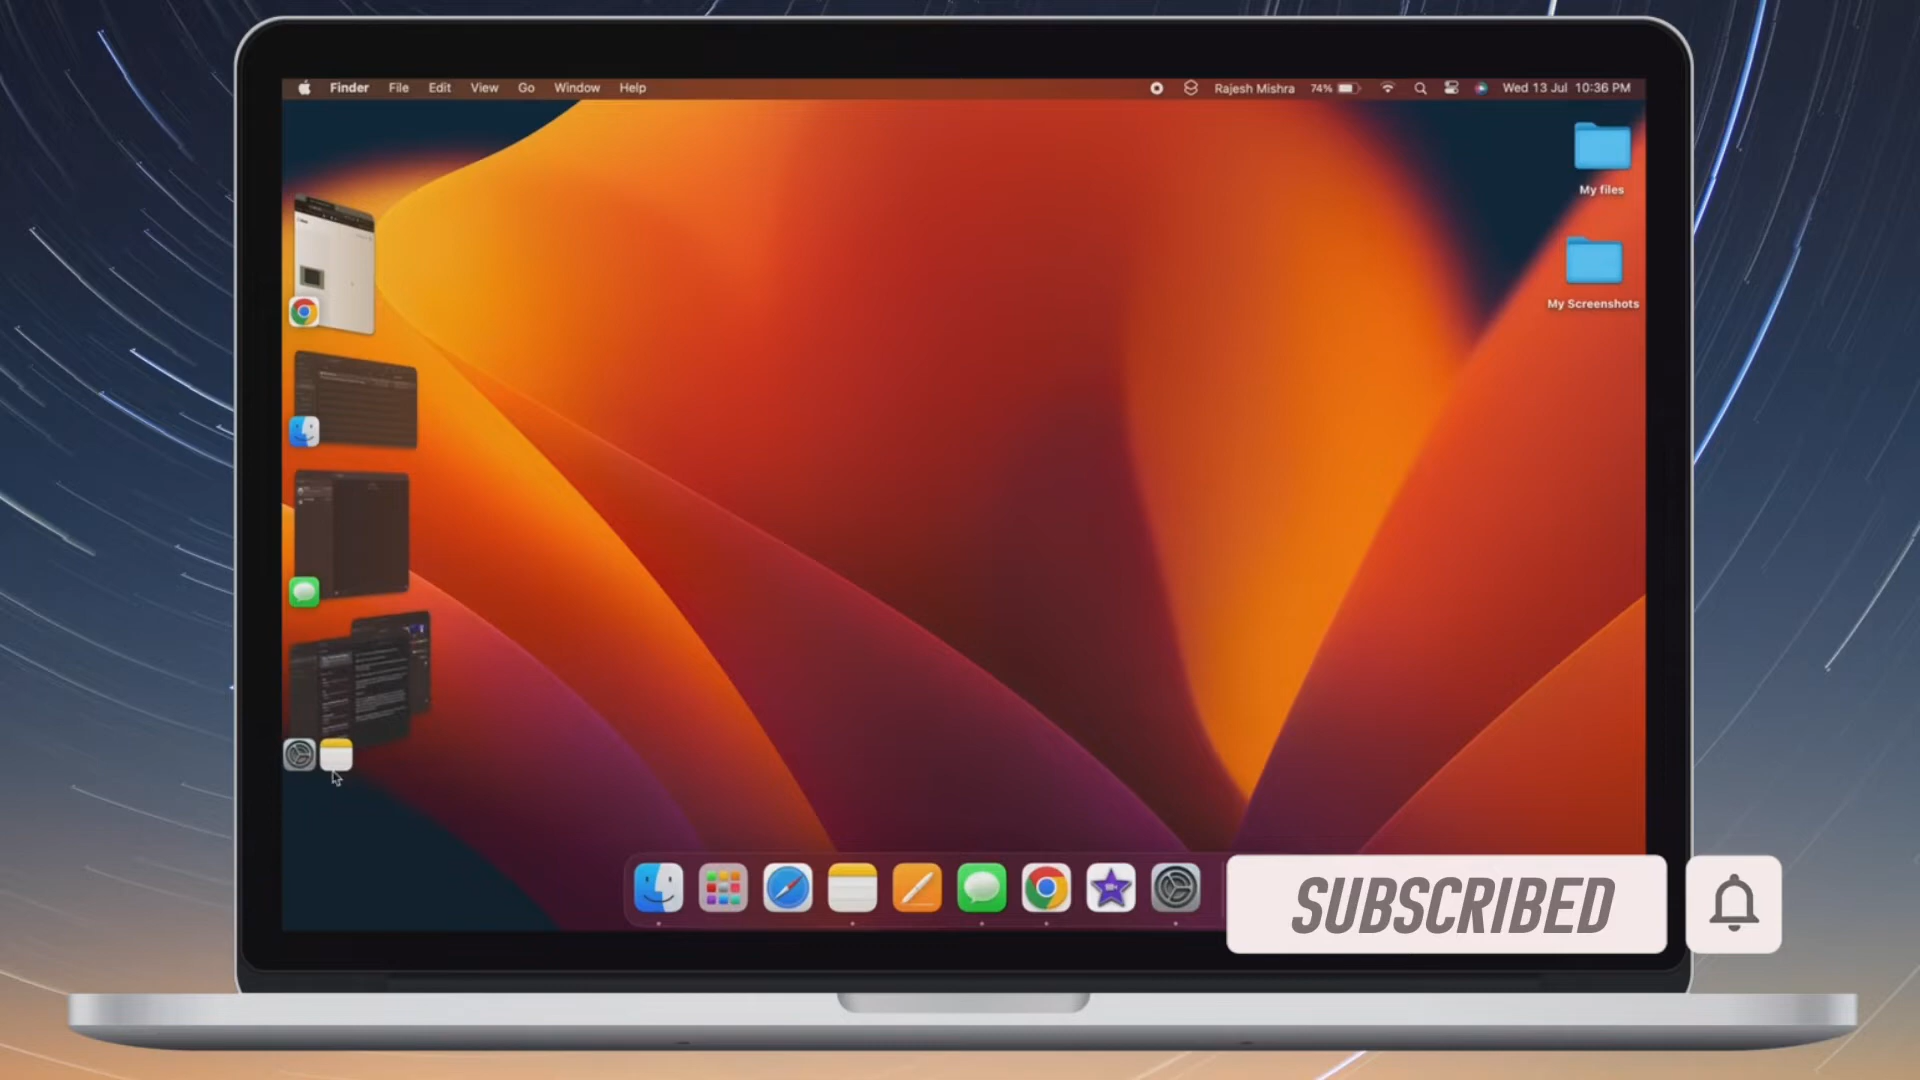 Finder File Edit View Go Window Help Rajesh Mishra 74% Wed 13 Jul 10:36 PM
My files
My Screenshots
SUBSCRIBED